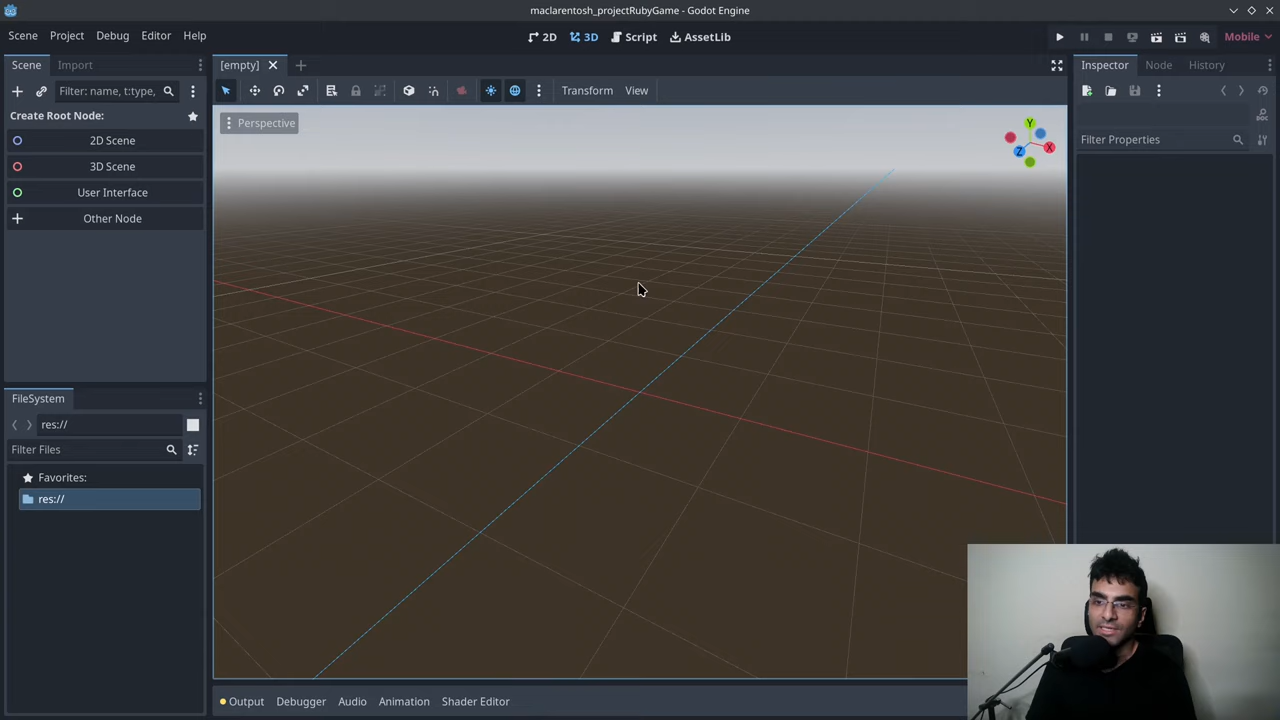 maclarentosh_projectRubyGame - Godot Engine
Scene Project Debug Editor Help
2D 3D Script AssetLib
Mobile
Scene Import
[empty]
Inspector Node History
Filter: name, t:type,
Transform View
Create Root Node:
Perspective
Y
X
Z
Filter Properties
2D Scene
3D Scene
User Interface
Other Node
FileSystem
res://
Filter Files
Favorites:
res://
Output Debugger Audio Animation Shader Editor